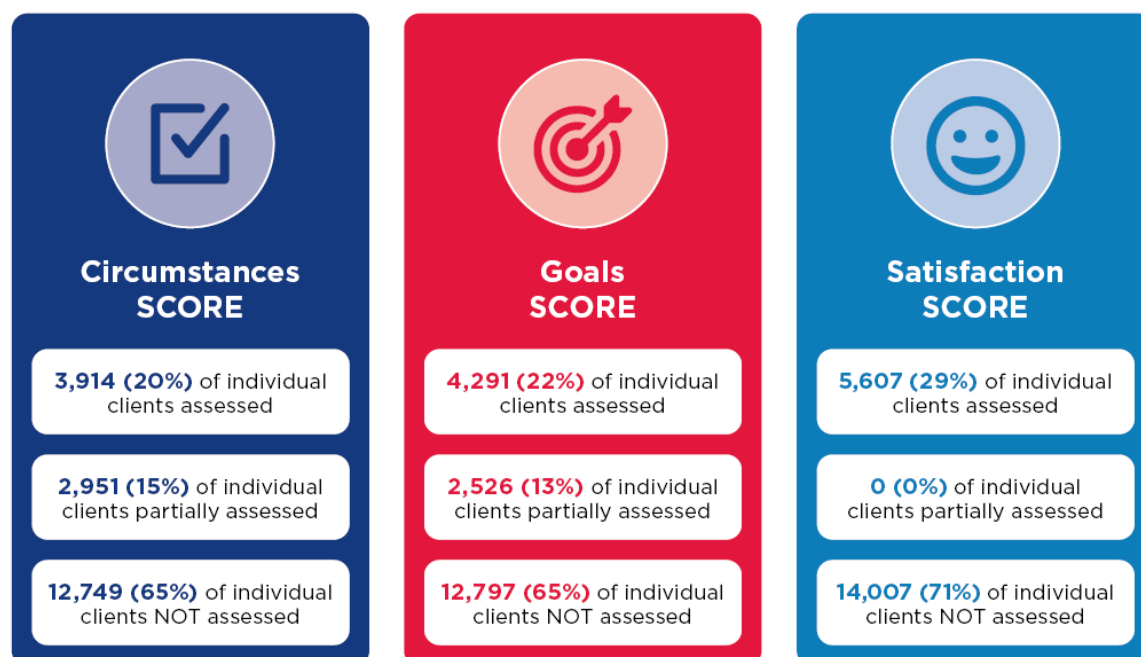 Circumstances
SCORE
3,914 (20%) of individual
clients assessed
2,951 (15%) of individual
clients partially assessed
12,749 (65%) of individual
clients NOT assessed
Goals
SCORE
4,291 (22%) of individual
clients assessed
2,526 (13%) of individual
clients partially assessed
12,797 (65%) of individual
clients NOT assessed
Satisfaction
SCORE
5,607 (29%) of individual
clients assessed
0 (0%) of individual
clients partially assessed
14,007 (71%) of individual
clients NOT assessed